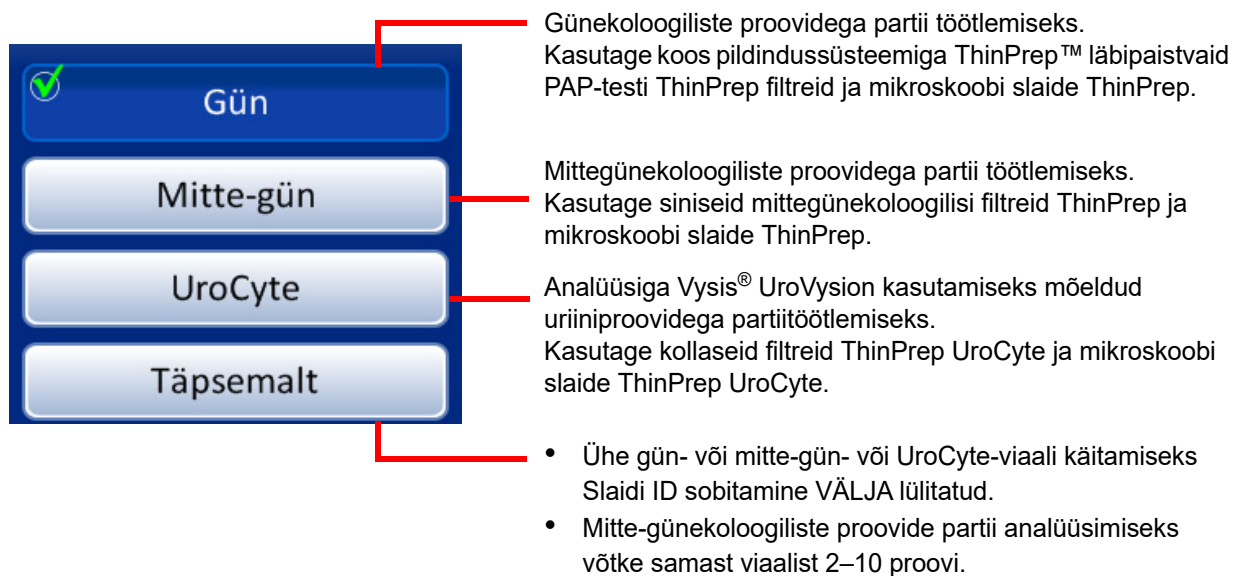 Gün
Günekoloogiliste proovidega partii töötlemiseks.
Kasutage koos pildindussüsteemiga ThinPrep™ läbipaistvaid
PAP-testi ThinPrep filtreid ja mikroskoobi slaide ThinPrep.
Mitte-gün
Mittegünekoloogiliste proovidega partii töötlemiseks.
Kasutage siniseid mittegünekoloogilisi filtreid ThinPrep ja
mikroskoobi slaide ThinPrep.
UroCyte
Analüüsiga Vysis® UroVysion kasutamiseks mõeldud
uriiniproovidega partiitöötlemiseks.
Kasutage kollaseid filtreid ThinPrep UroCyte ja mikroskoobi
slaide ThinPrep UroCyte.
Täpsemalt
• Ühe gün- või mitte-gün- või UroCyte-viaali käitamiseks
Slaidi ID sobitamine VÄLJA lülitatud.
• Mitte-günekoloogiliste proovide partii analüüsimiseks
võtke samast viaalist 2–10 proovi.